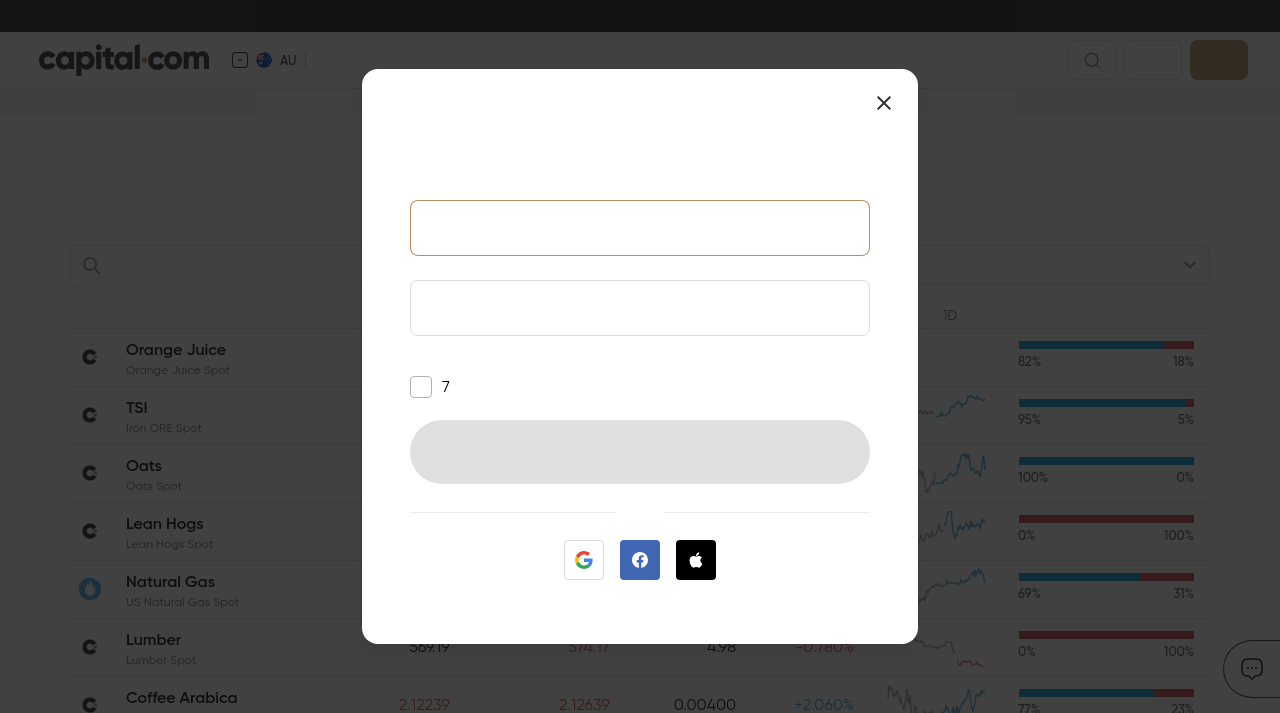 capital.com
AU
1D
Orange Juice
Orange Juice Spot
82%
18%
TSI
Iron ORE Spot
95%
5%
Oats
Oats Spot
100%
0%
Lean Hogs
Lean Hogs Spot
0%
100%
Natural Gas
US Natural Gas Spot
69%
31%
Lumber
Lumber Spot
569.19
574.17
4.98
-0.780%
0%
100%
Coffee Arabica
2.12239
2.12639
0.00400
+2.060%
77%
23%
7